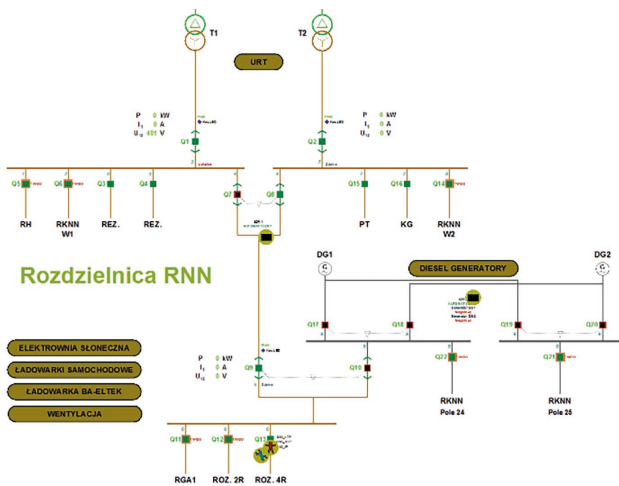 T1
T2
URT
P 0 kW
I₁ 0 A
U₁₂ 401 V
P 0 kW
I₁ 0 A
U₁₂ 0 V
Q1
Q2
Q5
Q6
Q3
Q4
Q7
Q8
Q15
Q16
Q14
RH
RKNN W1
REZ.
REZ.
PT
KG
RKNN W2
Rozdzielnica RNN
DG1
DIESEL GENERATORY
DG2
G
G
Q17
Q18
Q19
Q20
ELEKTROWNIA SŁONECZNA
ŁADOWARKI SAMOCHODOWE
ŁADOWARKA BA-ELTEK
WENTYLACJA
P 0 kW
I₁ 0 A
U₁₂ 0 V
Q9
Q10
Q22
Q21
RKNN
Pole 24
RKNN
Pole 25
Q11
Q12
Q13
RGA1
ROZ. 2R
ROZ. 4R